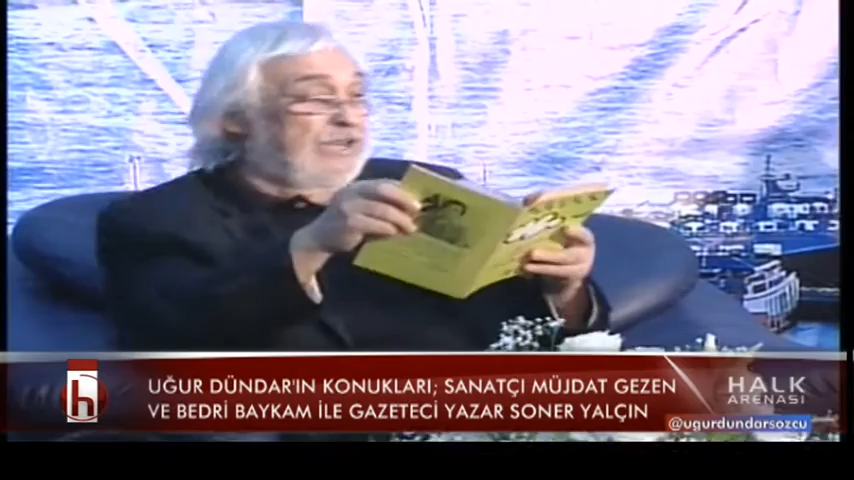 UĞUR DÜNDAR'IN KONUKLARI; SANATÇI MÜJDAT GEZEN
VE BEDRİ BAYKAM İLE GAZETECİ YAZAR SONER YALÇIN
h
HALK
ARENASI
@ugurdundarsozcu